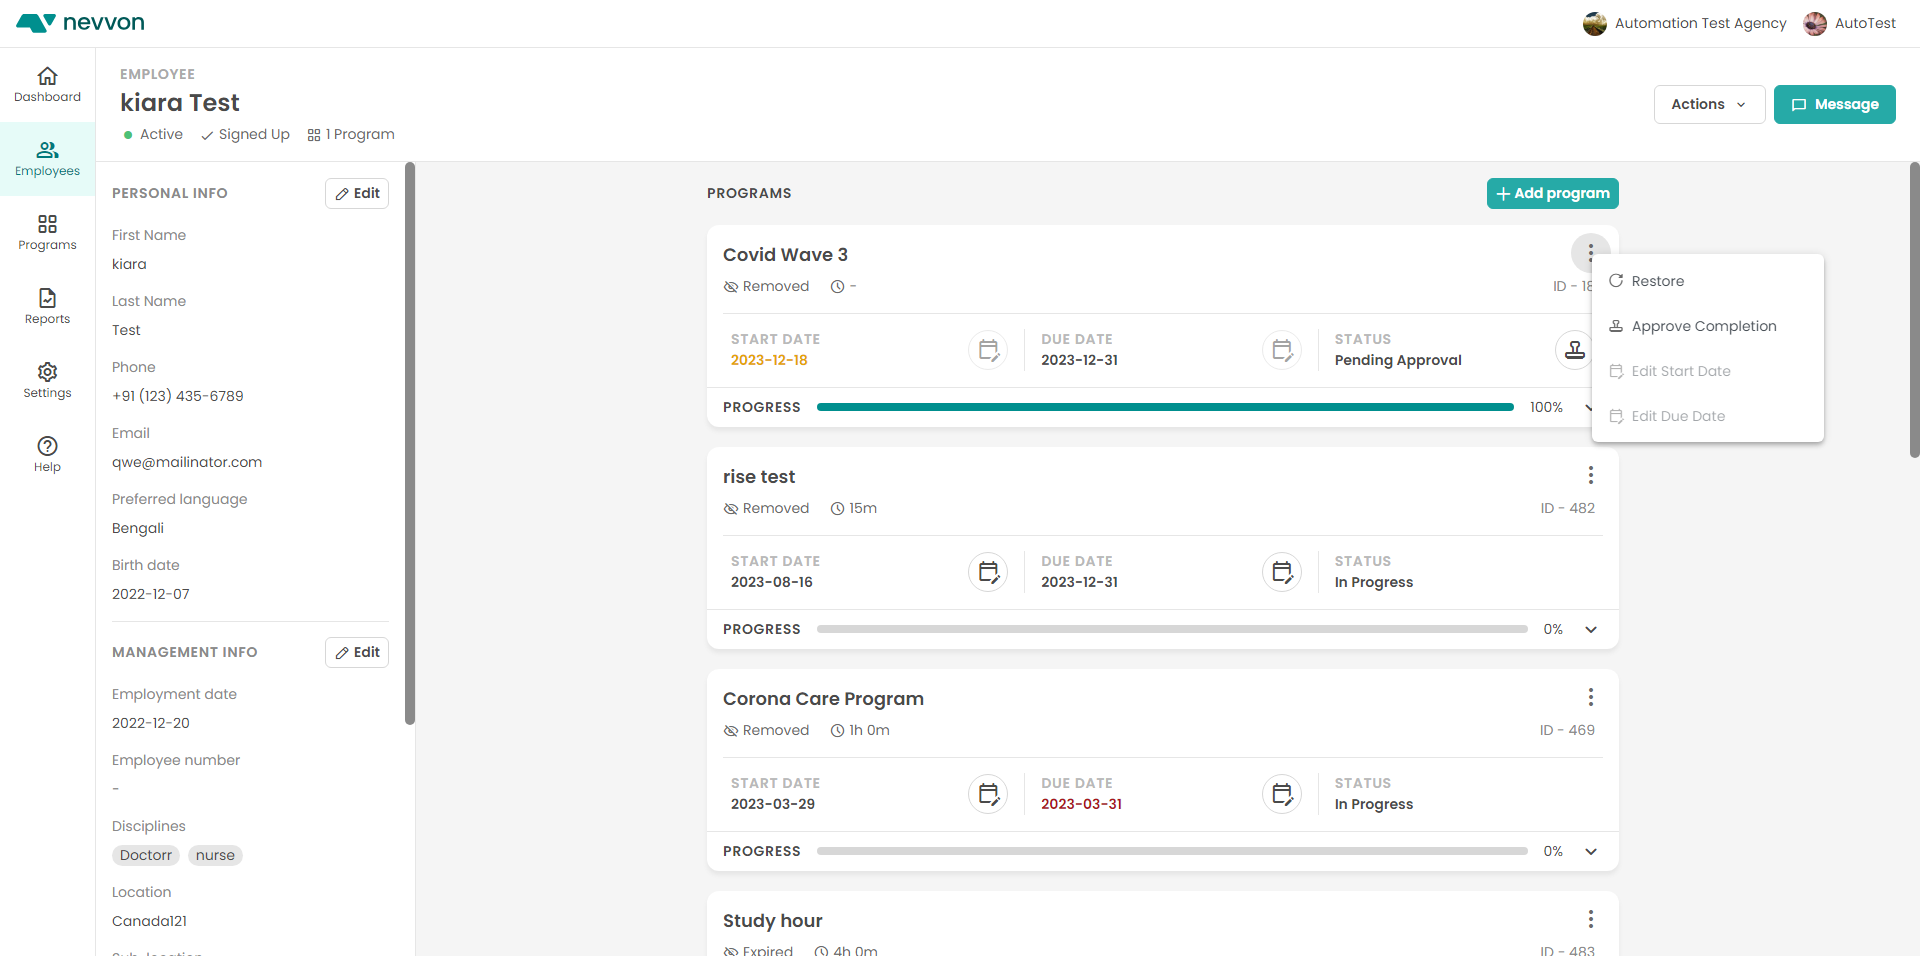 nevvon
Automation Test Agency
AutoTest
Dashboard
Employees
Programs
Reports
Settings
Help
EMPLOYEE
kiara Test
Active
Signed Up
1 Program
Actions
Message
PERSONAL INFO
Edit
First Name
kiara
Last Name
Test
Phone
+91 (123) 435-6789
Email
qwe@mailinator.com
Preferred language
Bengali
Birth date
2022-12-07
MANAGEMENT INFO
Edit
Employment date
2022-12-20
Employee number
-
Disciplines
Doctorr nurse
Location
Canada121
PROGRAMS
Add program
Covid Wave 3
Removed -
ID - 18
START DATE
2023-12-18
DUE DATE
2023-12-31
STATUS
Pending Approval
PROGRESS 100%
Restore
Approve Completion
Edit Start Date
Edit Due Date
rise test
Removed 15m
ID - 482
START DATE
2023-08-16
DUE DATE
2023-12-31
STATUS
In Progress
PROGRESS 0%
Corona Care Program
Removed 1h 0m
ID - 469
START DATE
2023-03-29
DUE DATE
2023-03-31
STATUS
In Progress
PROGRESS 0%
Study hour
Expired 4h 0m
ID - 483